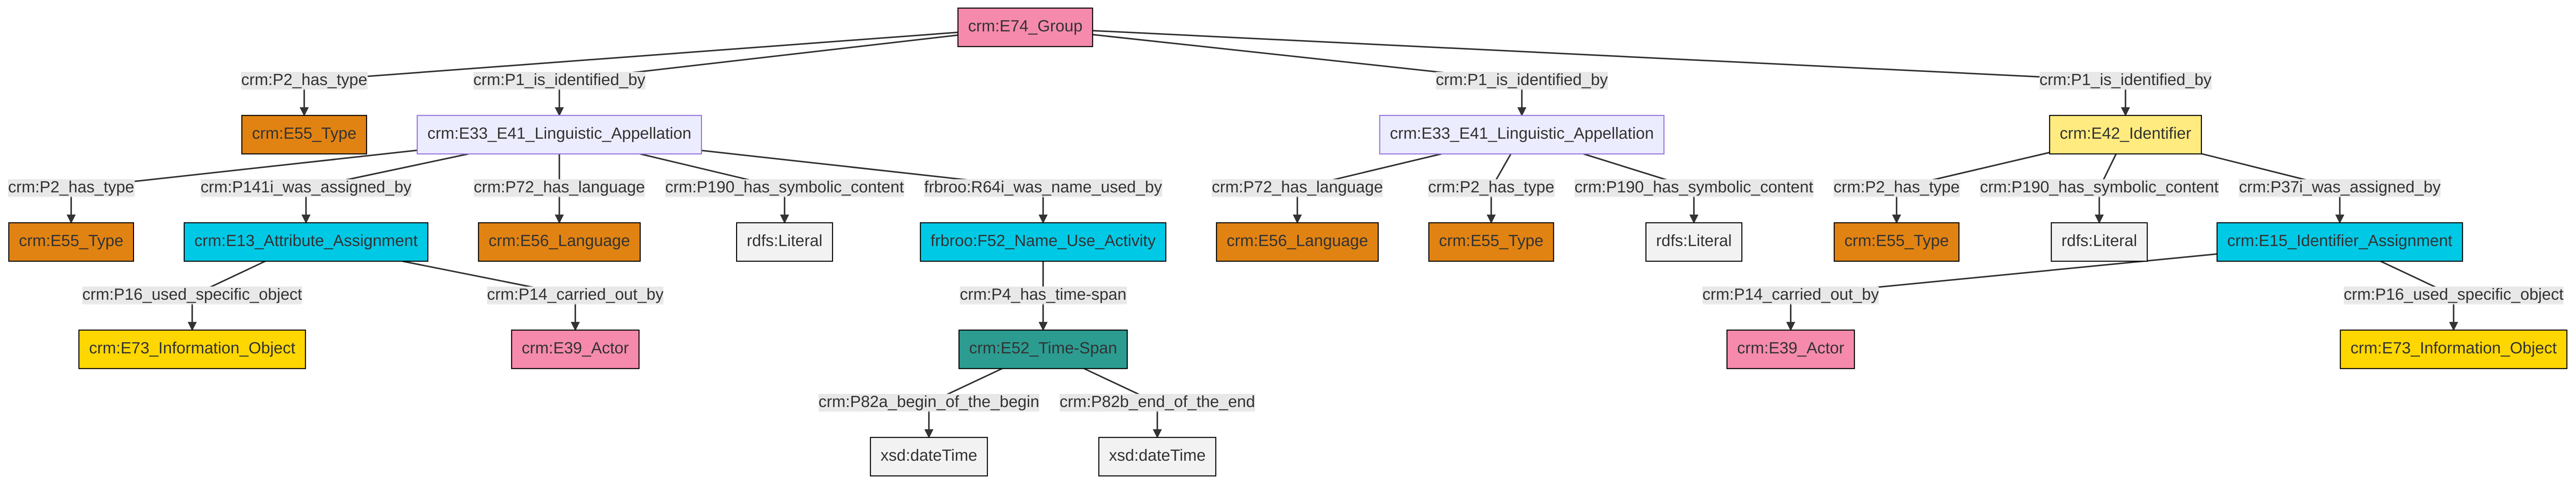 crm:E74_Group
crm:P2_has_type
crm:P1_is_identified_by
crm:P1_is_identified_by
crm:P1_is_identified_by
crm:E55_Type
crm:E33_E41_Linguistic_Appellation
crm:E33_E41_Linguistic_Appellation
crm:E42_Identifier
crm:P2_has_type
crm:P141i_was_assigned_by
crm:P72_has_language
crm:P190_has_symbolic_content
frbroo:R64i_was_name_used_by
crm:P72_has_language
crm:P2_has_type
crm:P190_has_symbolic_content
crm:P2_has_type
crm:P190_has_symbolic_content
crm:P37i_was_assigned_by
crm:E55_Type
crm:E13_Attribute_Assignment
crm:E56_Language
rdfs:Literal
frbroo:F52_Name_Use_Activity
crm:E56_Language
crm:E55_Type
rdfs:Literal
crm:E55_Type
rdfs:Literal
crm:E15_Identifier_Assignment
crm:P16_used_specific_object
crm:P14_carried_out_by
crm:P4_has_time-span
crm:P14_carried_out_by
crm:P16_used_specific_object
crm:E73_Information_Object
crm:E39_Actor
crm:E52_Time-Span
crm:E39_Actor
crm:E73_Information_Object
crm:P82a_begin_of_the_begin
crm:P82b_end_of_the_end
xsd:dateTime
xsd:dateTime